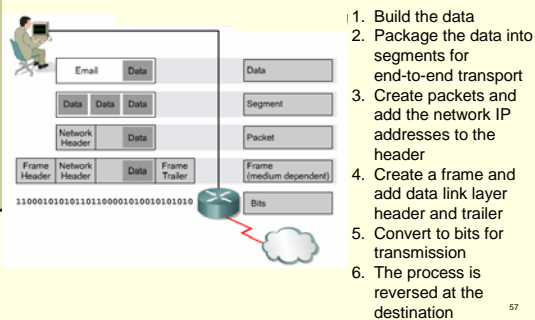 Email Data
Data
Data Data Data
Segment
Network
Header
Data
Packet
Frame
Header
Network
Header
Data
Frame
Trailer
Frame
(medium dependent)
1100010101011011000010100101010
Bits
1. Build the data
2. Package the data into
segments for
end-to-end transport
3. Create packets and
add the network IP
addresses to the
header
4. Create a frame and
add data link layer
header and trailer
5. Convert to bits for
transmission
6. The process is
reversed at the
destination
57